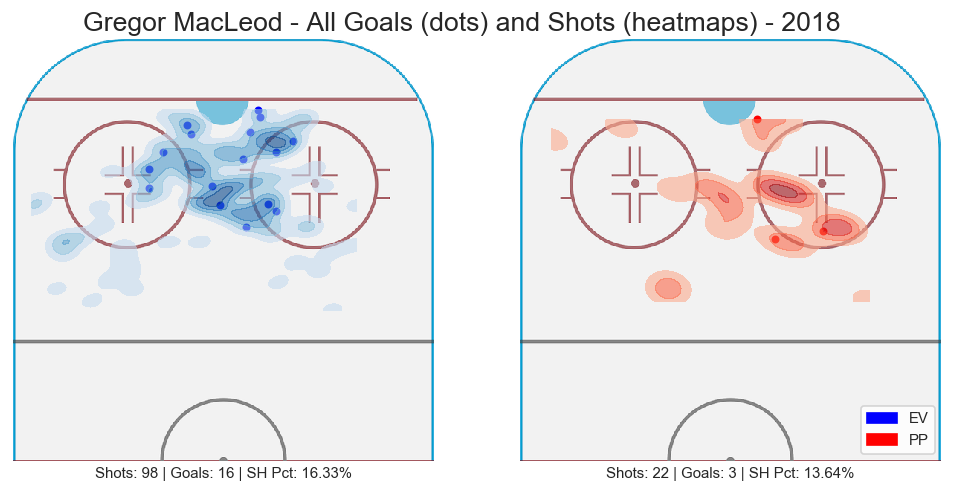 Gregor MacLeod - All Goals (dots) and Shots (heatmaps) - 2018
EV
PP
Shots: 98 | Goals: 16 | SH Pct: 16.33%
Shots: 22 | Goals: 3 | SH Pct: 13.64%